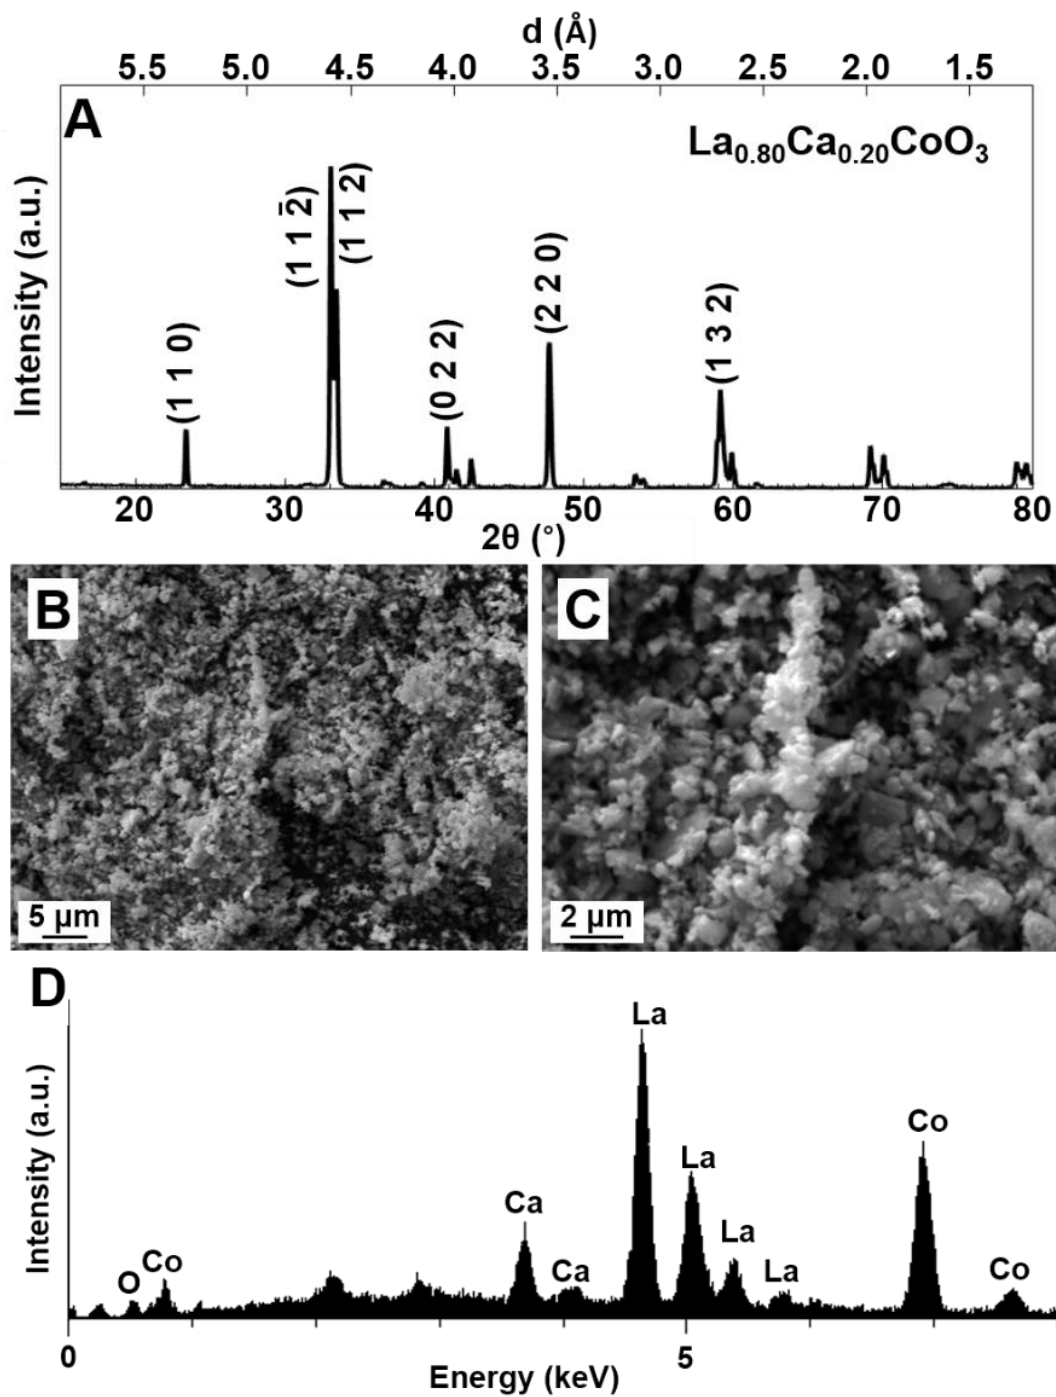 d (Å)
5.5 5.0 4.5 4.0 3.5 3.0 2.5 2.0 1.5
A
La₀.₈₀Ca₀.₂₀CoO₃
Intensity (a.u.)
(1 1 0)
(1 1 2̄)
(1 1 2)
(0 2 2)
(2 2 0)
(1 3 2)
20 30 40 50 60 70 80
2θ (°)
B
5 µm
C
2 µm
D
Intensity (a.u.)
O
Co
Ca
Ca
La
La
La
La
Co
Co
0 5
Energy (keV)